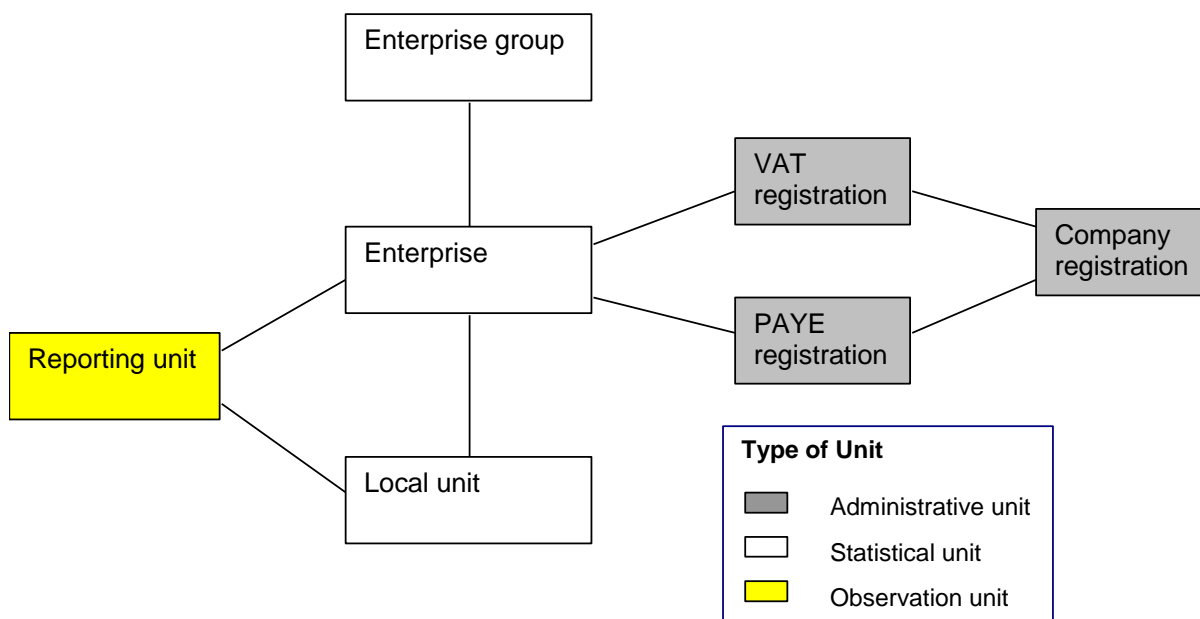 Enterprise group
VAT
registration
Enterprise
Company
registration
PAYE
registration
Reporting unit
Local unit
Type of Unit
Administrative unit
Statistical unit
Observation unit